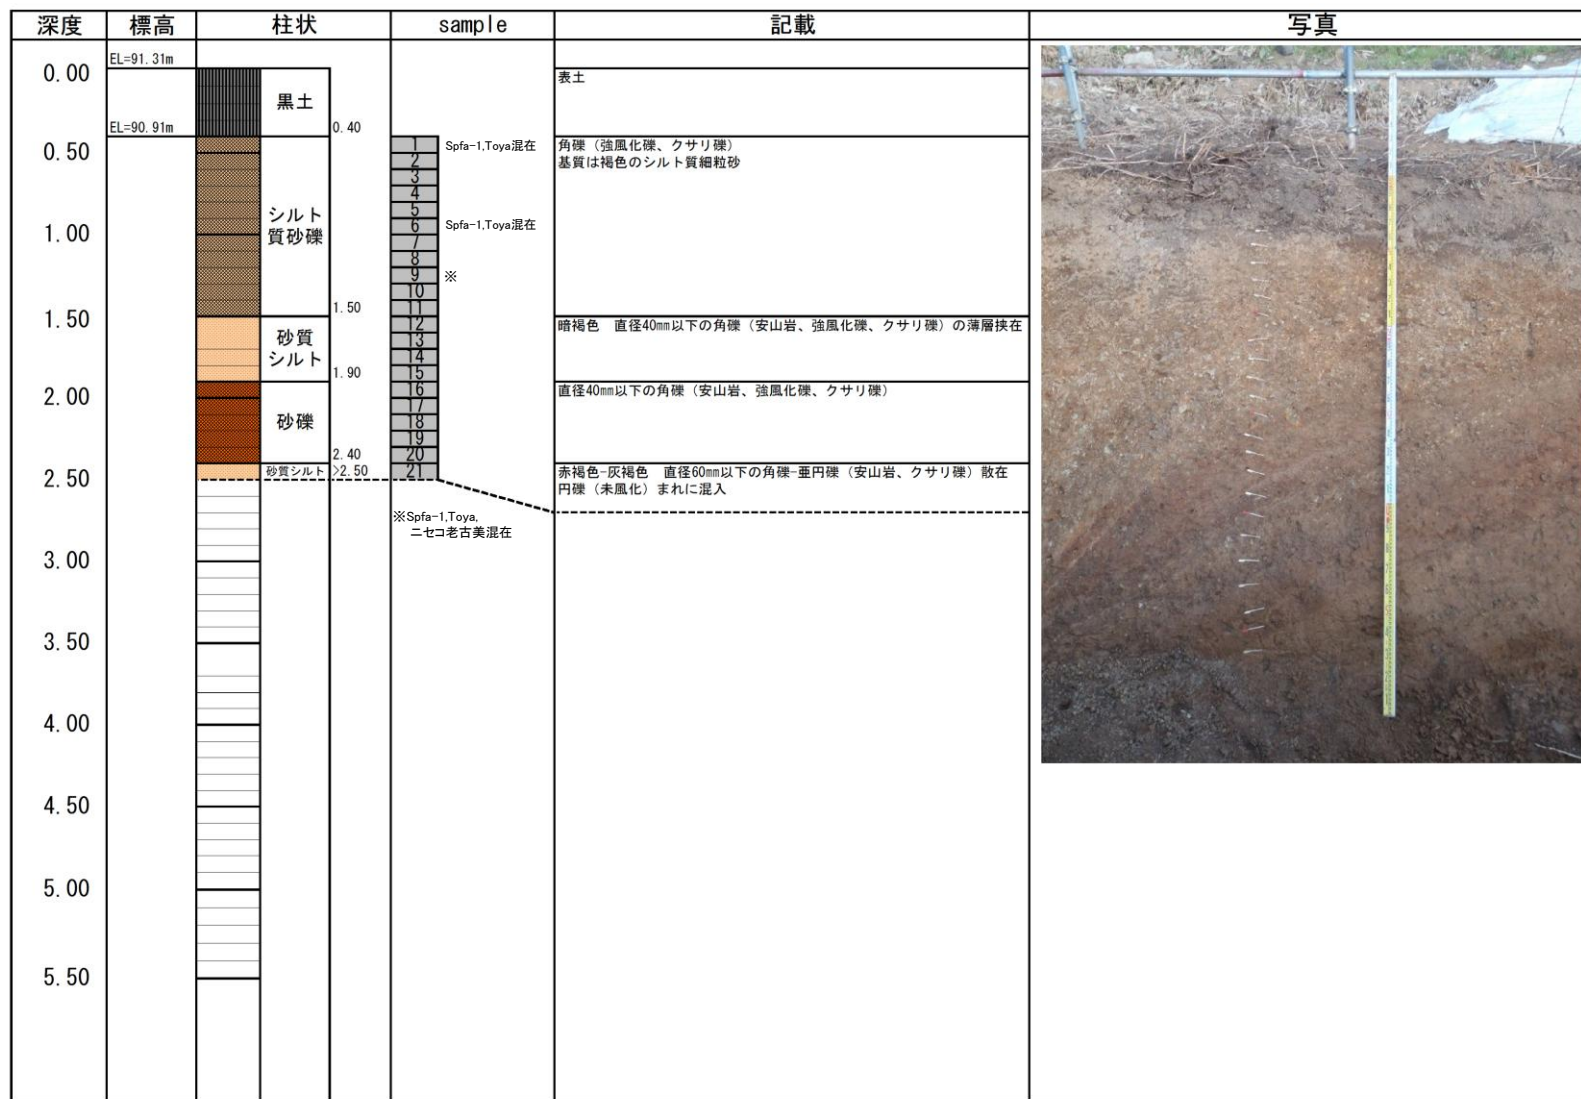 深度 標高 柱状 sample 記載 写真
EL=91.31m
0.00
黒土
表土
EL=90.91m
0.40
0.50
シルト
質砂礫
1.00
1.50
1
2
3
4
5
6
7
8
9
10
11
Spfa-1,Toya混在
Spfa-1,Toya混在
※
角礫（強風化礫、クサリ礫）
基質は褐色のシルト質細粒砂
1.50
砂質
シルト
1.90
12
13
14
15
暗褐色 直径40㎜以下の角礫（安山岩、強風化礫、クサリ礫）の薄層挟在
2.00
砂礫
2.40
16
17
18
19
20
直径40㎜以下の角礫（安山岩、強風化礫、クサリ礫）
2.50
砂質シルト
>2.50
21
赤褐色-灰褐色 直径60㎜以下の角礫-亜円礫（安山岩、クサリ礫）散在
円礫（未風化）まれに混入
※Spfa-1,Toya,
ニセコ老古美混在
3.00
3.50
4.00
4.50
5.00
5.50